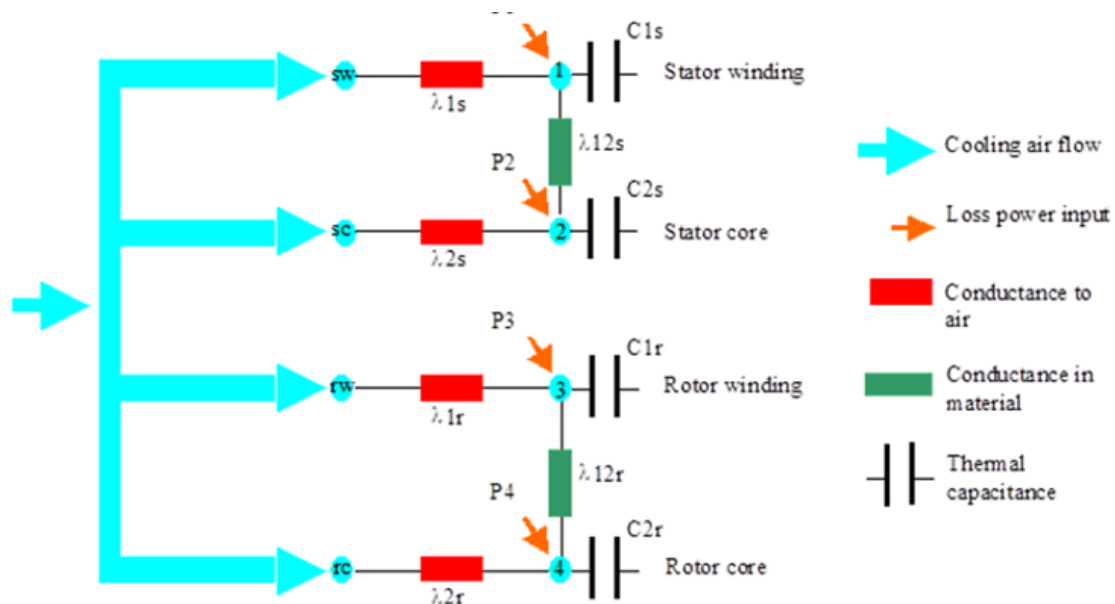 C1s
sw
1
Stator winding
λ1s
λ12s
P2
C2s
sc
2
Stator core
λ2s
P3
C1r
rw
3
Rotor winding
λ1r
λ12r
P4
C2r
rc
4
Rotor core
λ2r
Cooling air flow
Loss power input
Conductance to
air
Conductance in
material
Thermal
capacitance